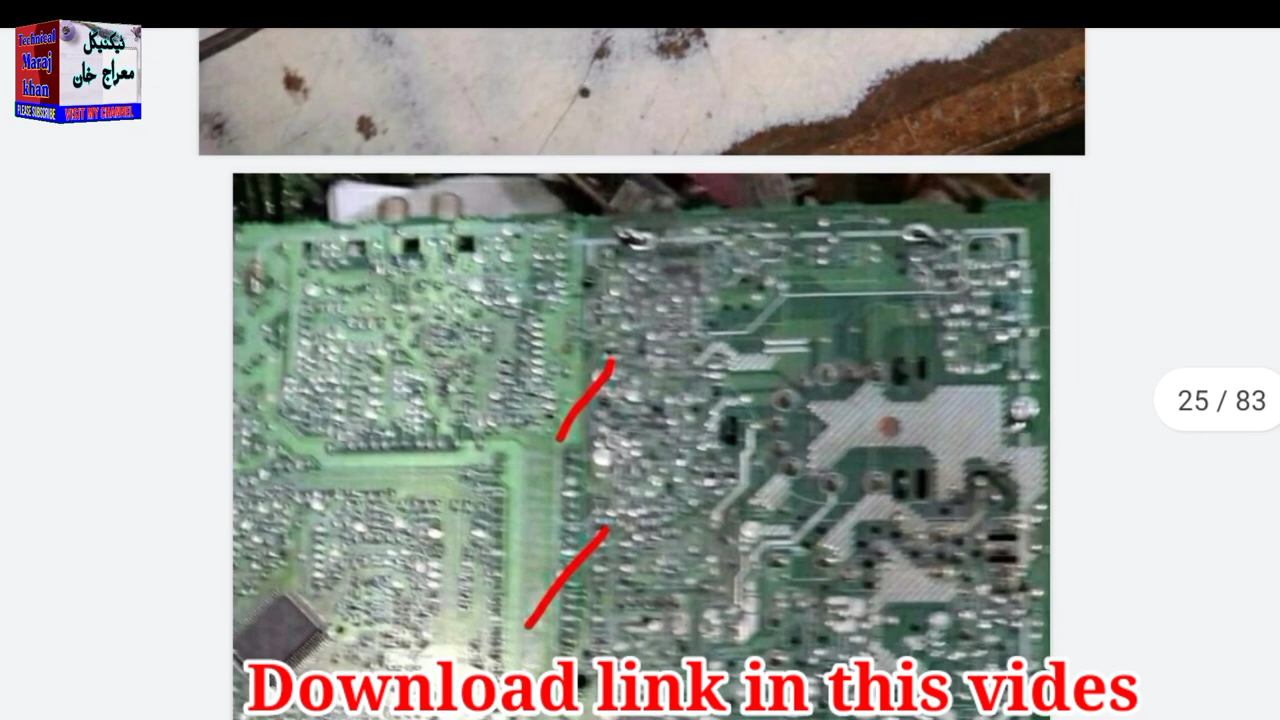 Technical
Maraj
khan
PLEASE SUBSCRIBE
ٹیکنیکل
معراج خان
VISIT MY CHANNEL
25 / 83
Download link in this vides